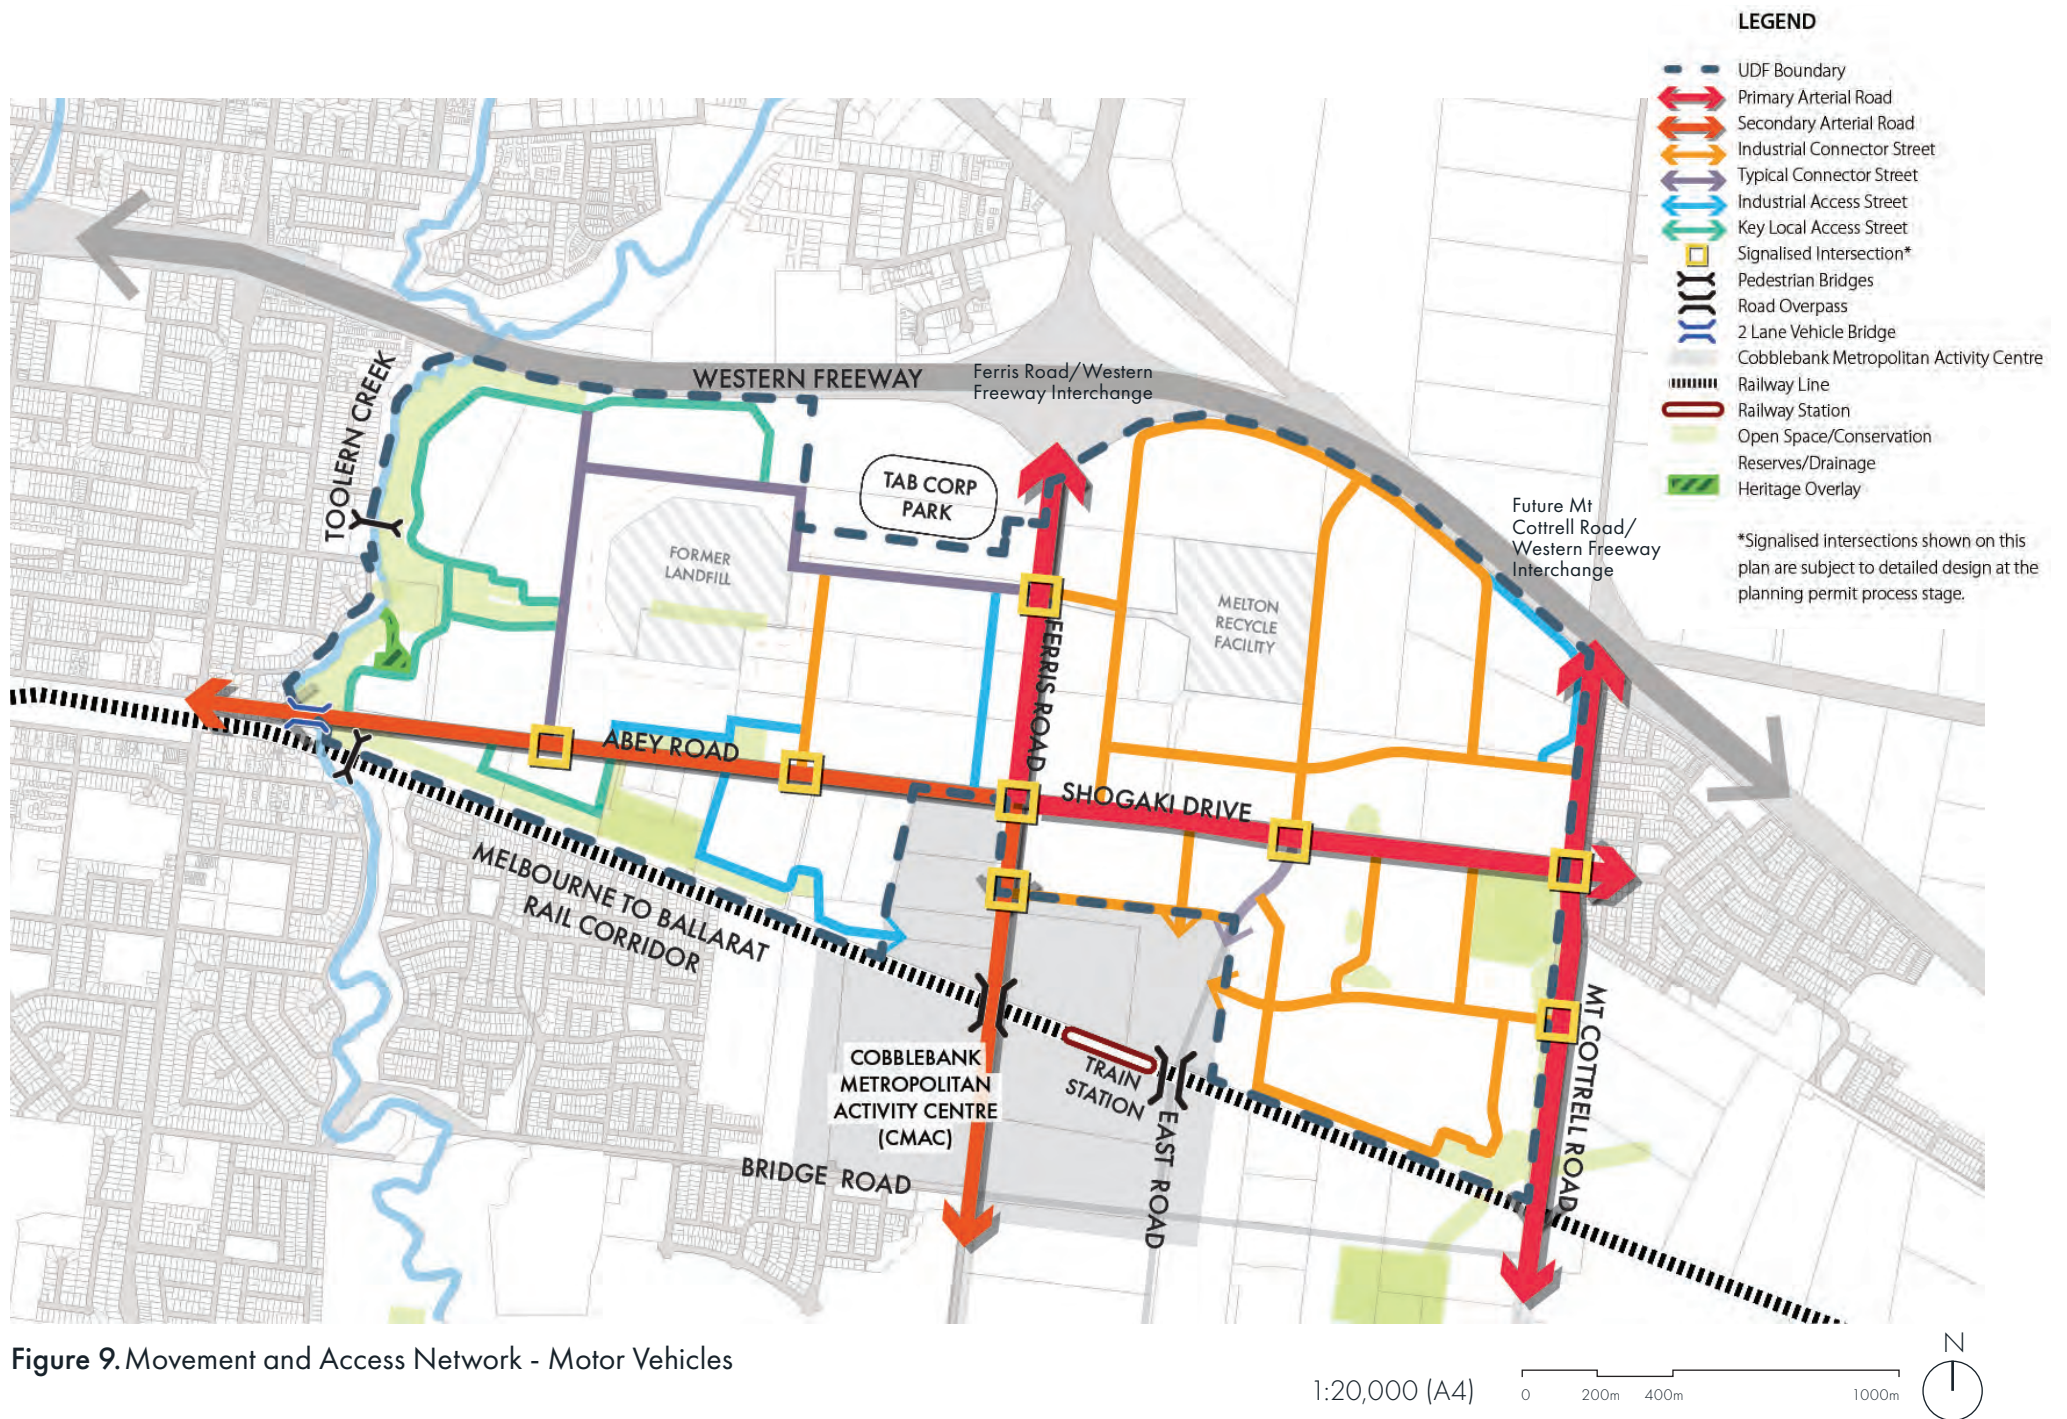 LEGEND
UDF Boundary
Primary Arterial Road
Secondary Arterial Road
Industrial Connector Street
Typical Connector Street
Industrial Access Street
Key Local Access Street
Signalised Intersection*
Pedestrian Bridges
Road Overpass
2 Lane Vehicle Bridge
Cobblebank Metropolitan Activity Centre
Railway Line
Railway Station
Open Space/Conservation
Reserves/Drainage
Heritage Overlay
*Signalised intersections shown on this
plan are subject to detailed design at the
planning permit process stage.
WESTERN FREEWAY
Ferris Road/Western
Freeway Interchange
TOOLERN CREEK
TAB CORP
PARK
Future Mt
Cottrell Road/
Western Freeway
Interchange
FORMER
LANDFILL
MELTON
RECYCLE
FACILITY
FERRIS ROAD
ABEY ROAD
SHOGAKI DRIVE
MELBOURNE TO BALLARAT
RAIL CORRIDOR
MT COTTRELL ROAD
COBBLEBANK
METROPOLITAN
ACTIVITY CENTRE
(CMAC)
TRAIN
STATION
EAST ROAD
BRIDGE ROAD
Figure 9. Movement and Access Network - Motor Vehicles
1:20,000 (A4)
0 200m 400m 1000m
N